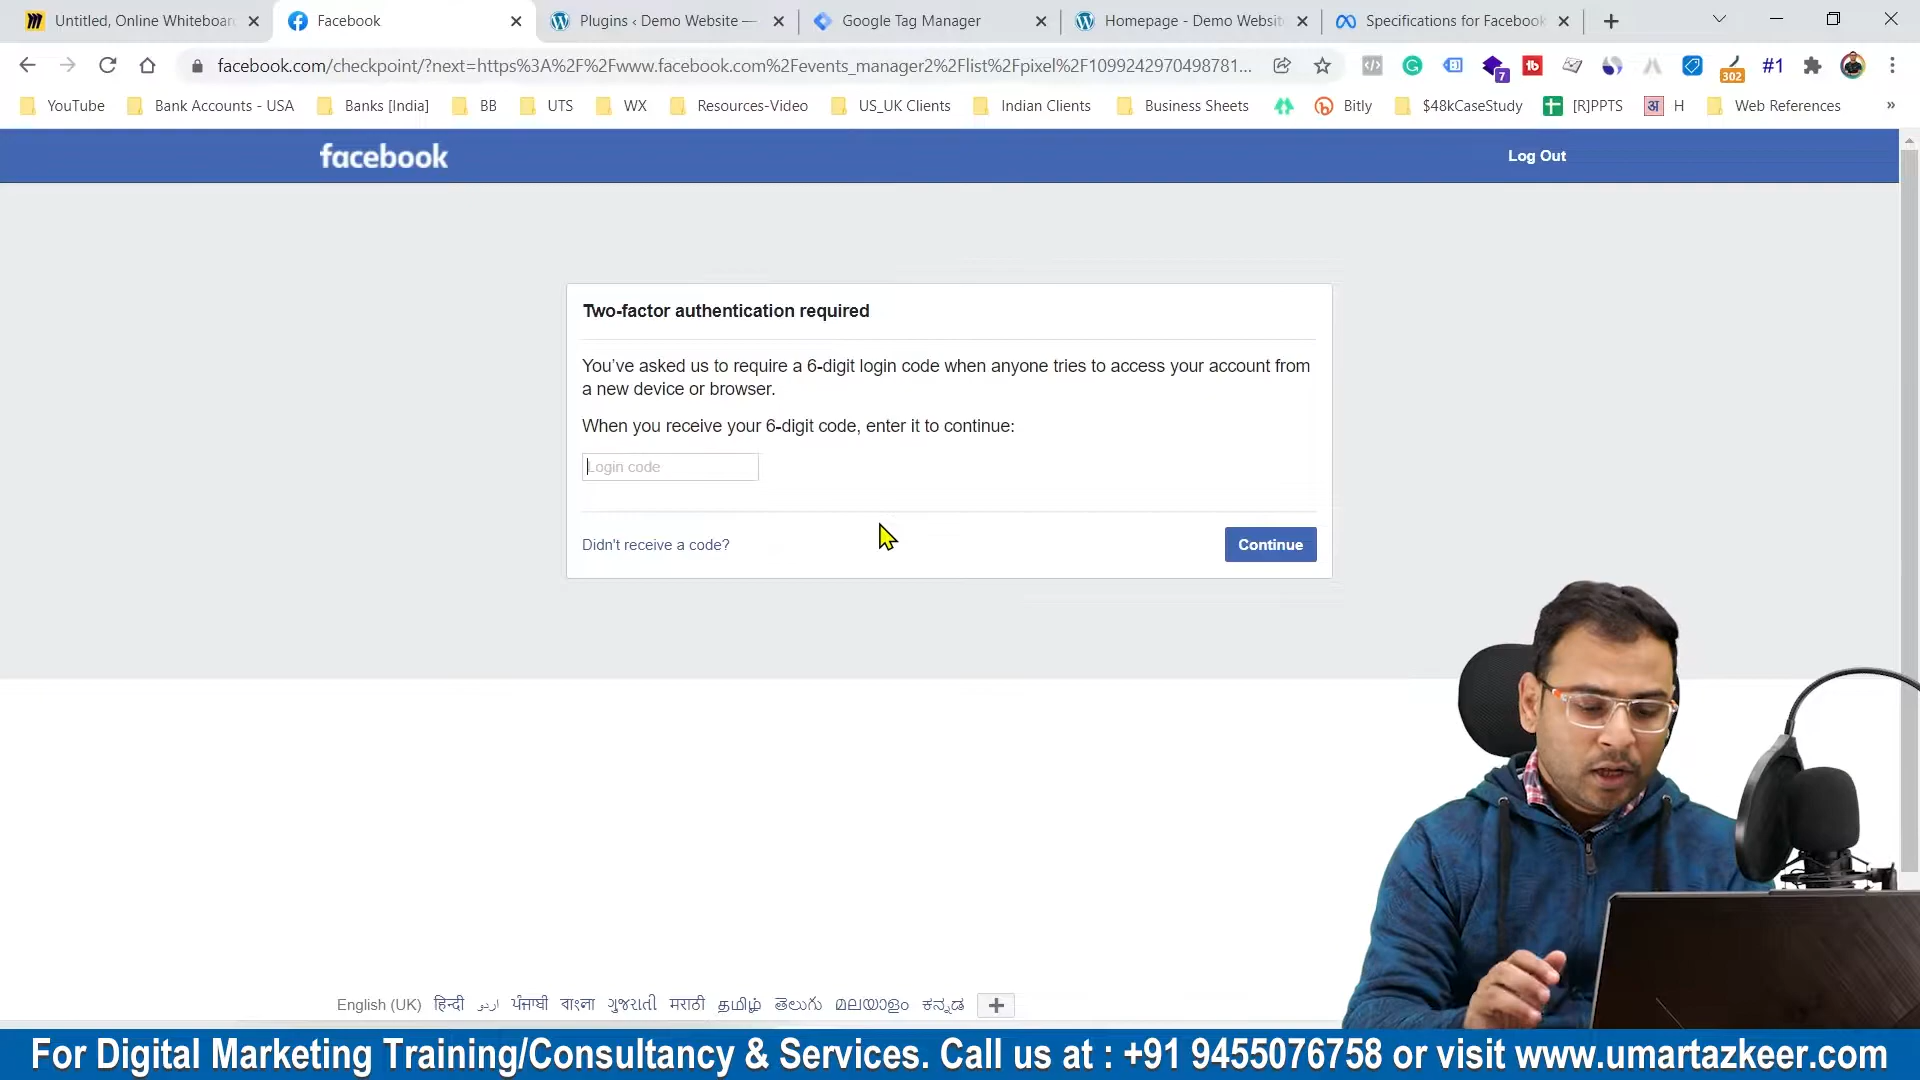 Untitled, Online Whiteboard
Facebook
Plugins ‹ Demo Website —
Google Tag Manager
Homepage - Demo Websit
Specifications for Facebook
facebook.com/checkpoint/?next=https%3A%2F%2Fwww.facebook.com%2Fevents_manager2%2Flist%2Fpixel%2F1099242970498781...
7
302
#1
YouTube
Bank Accounts - USA
Banks [India]
BB
UTS
WX
Resources-Video
US_UK Clients
Indian Clients
Business Sheets
Bitly
$48kCaseStudy
[R]PPTS
अ
H
Web References
»
facebook
Log Out
Two-factor authentication required
You’ve asked us to require a 6-digit login code when anyone tries to access your account from
a new device or browser.
When you receive your 6-digit code, enter it to continue:
Login code
Didn't receive a code?
Continue
English (UK) हिन्दी اردو ਪੰਜਾਬੀ বাংলা ગુજરાતી मराठी தமிழ் తెలుగు മലയാളം ಕನ್ನಡ
For Digital Marketing Training/Consultancy & Services. Call us at : +91 9455076758 or visit www.umartazkeer.com